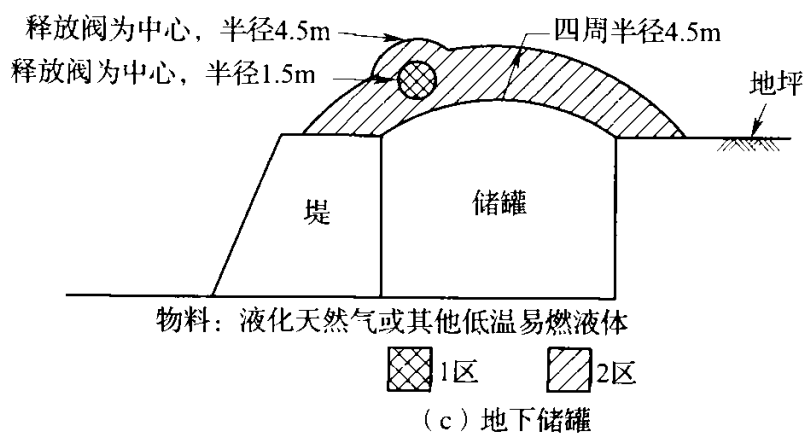 释放阀为中心，半径4.5m
四周半径4.5m
释放阀为中心，半径1.5m
地坪
堤
储罐
物料：液化天然气或其他低温易燃液体
1区
2区
（c）地下储罐